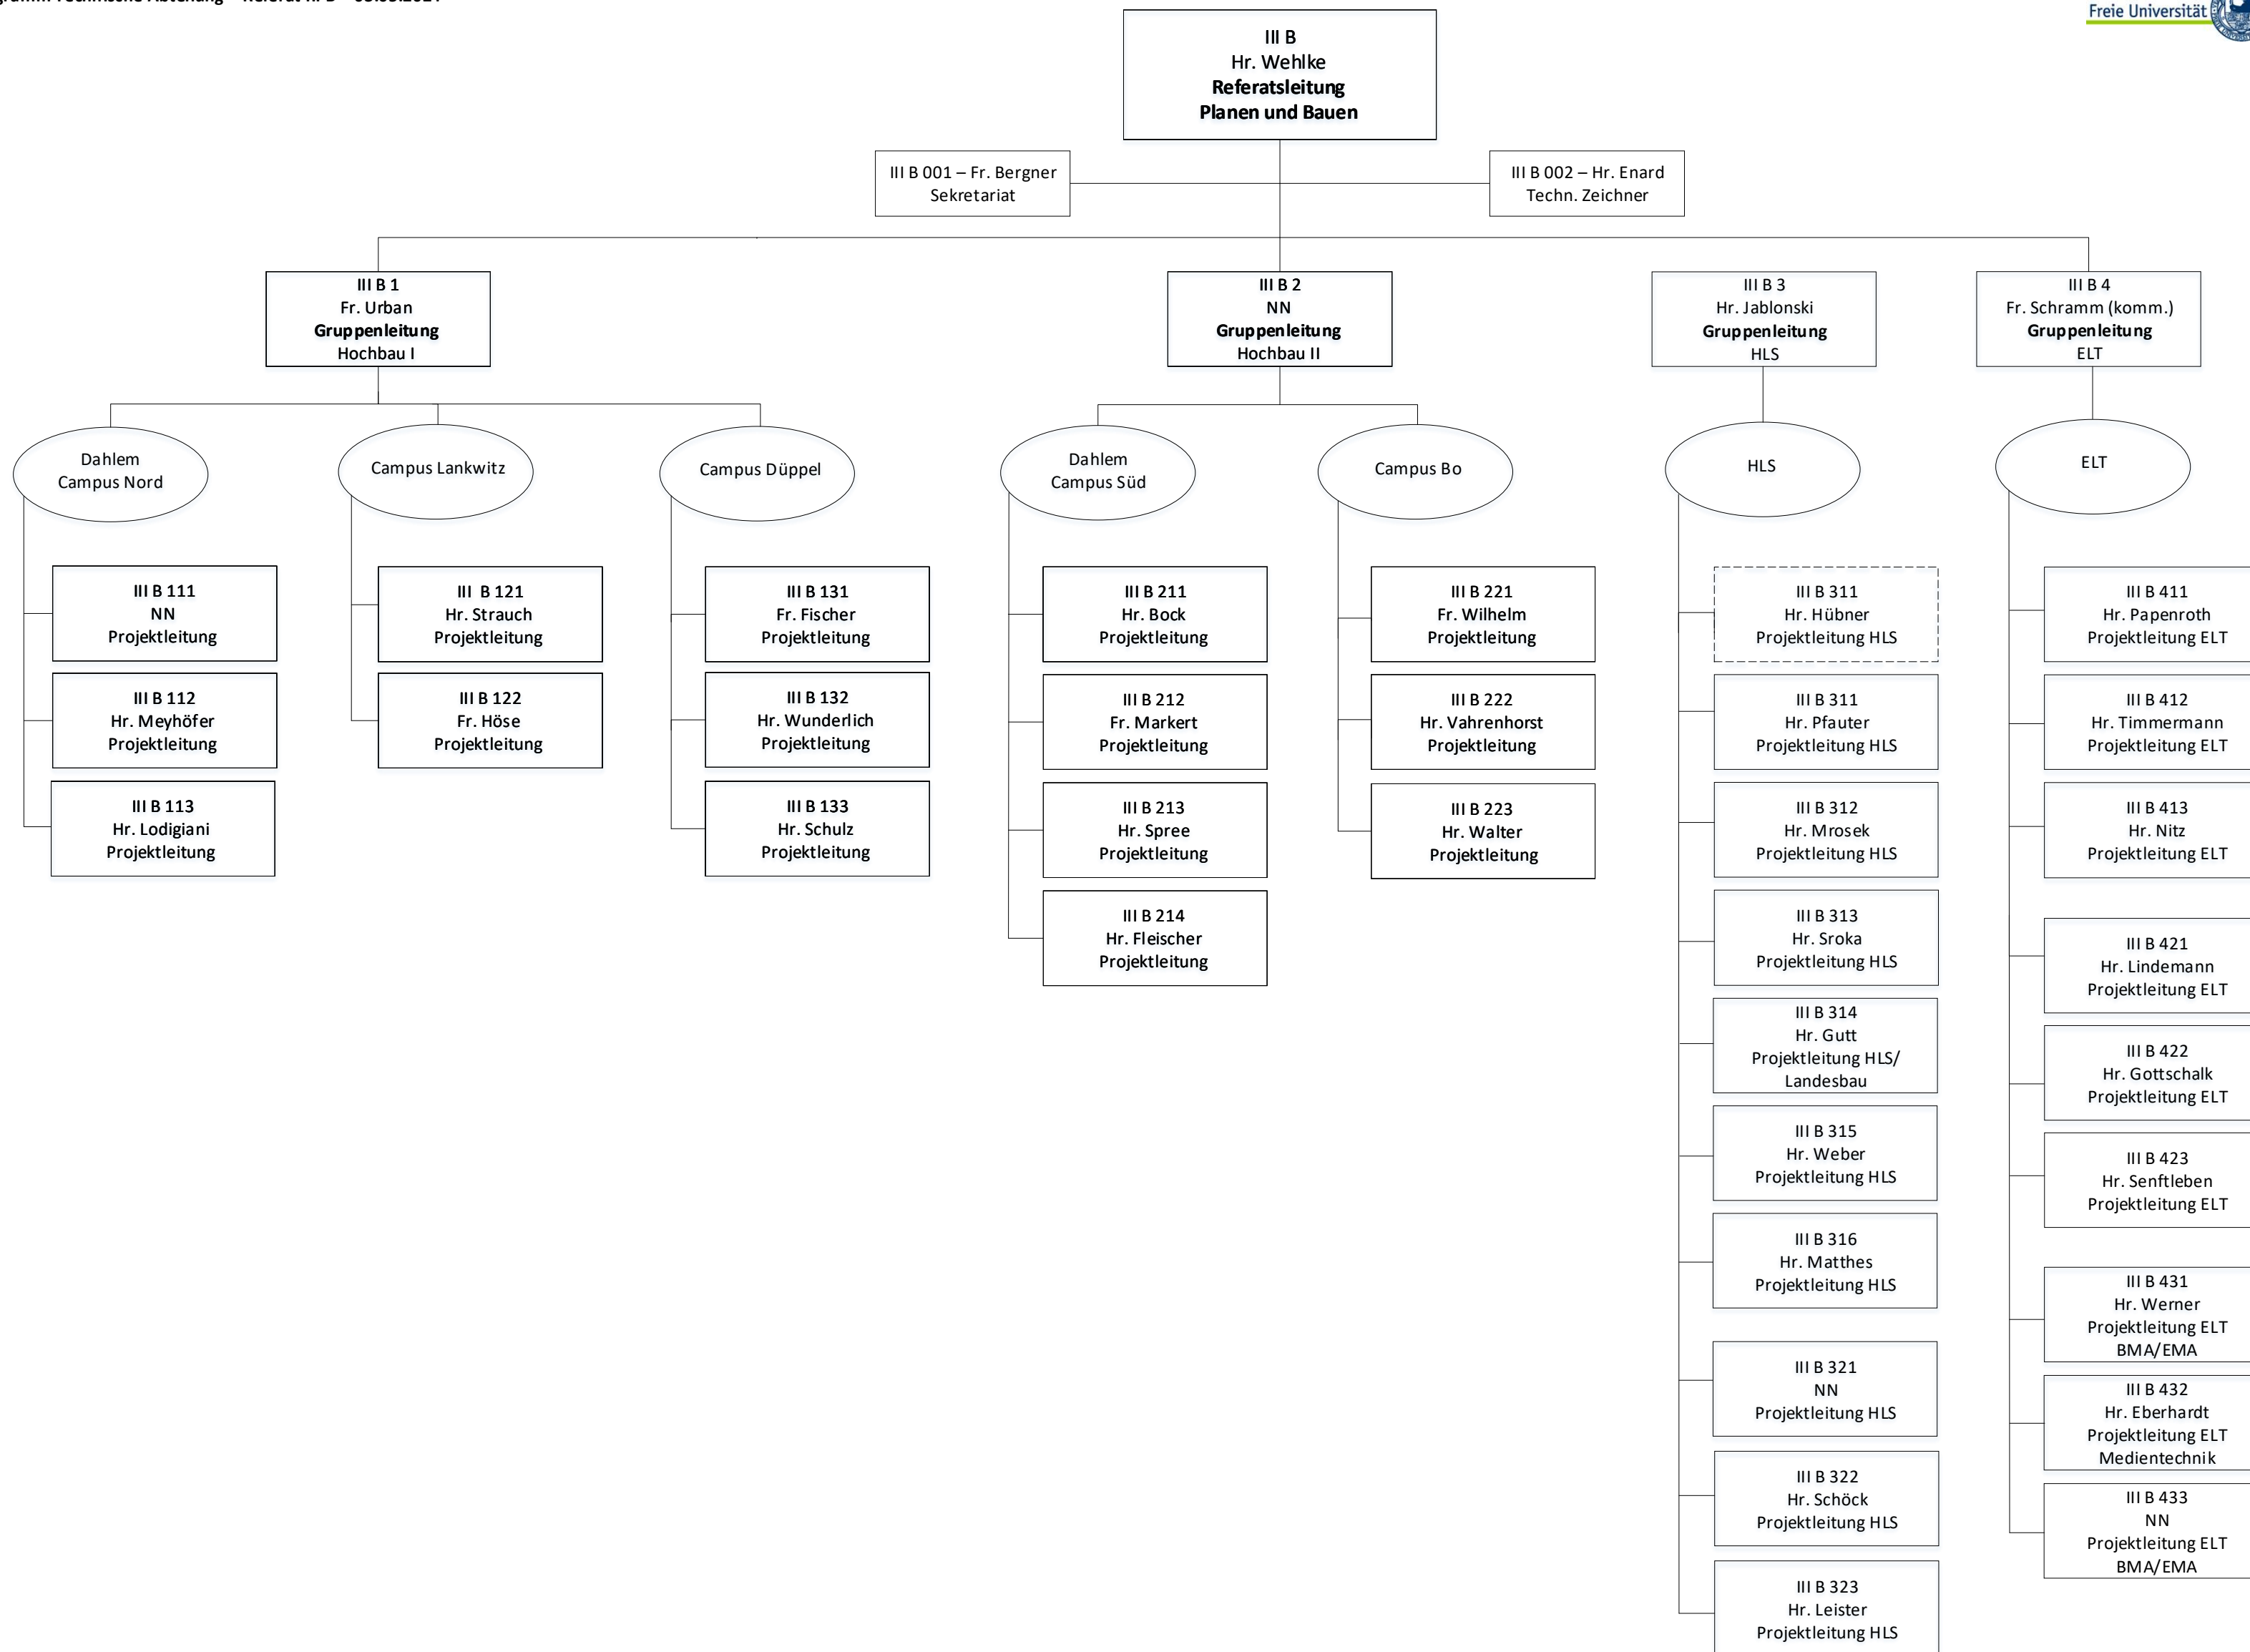 Freie Universität
III B
Hr. Wehlke
Referatsleitung
Planen und Bauen
III B 001 – Fr. Bergner
Sekretariat
III B 002 – Hr. Enard
Techn. Zeichner
III B 1
Fr. Urban
Gruppenleitung
Hochbau I
III B 2
NN
Gruppenleitung
Hochbau II
III B 3
Hr. Jablonski
Gruppenleitung
HLS
III B 4
Fr. Schramm (komm.)
Gruppenleitung
ELT
Dahlem
Campus Nord
Campus Lankwitz
Campus Düppel
Dahlem
Campus Süd
Campus Bo
HLS
ELT
III B 111
NN
Projektleitung
III B 112
Hr. Meyhöfer
Projektleitung
III B 113
Hr. Lodigiani
Projektleitung
III B 121
Hr. Strauch
Projektleitung
III B 122
Fr. Höse
Projektleitung
III B 131
Fr. Fischer
Projektleitung
III B 132
Hr. Wunderlich
Projektleitung
III B 133
Hr. Schulz
Projektleitung
III B 211
Hr. Bock
Projektleitung
III B 212
Fr. Markert
Projektleitung
III B 213
Hr. Spree
Projektleitung
III B 214
Hr. Fleischer
Projektleitung
III B 221
Fr. Wilhelm
Projektleitung
III B 222
Hr. Vahrenhorst
Projektleitung
III B 223
Hr. Walter
Projektleitung
III B 311
Hr. Hübner
Projektleitung HLS
III B 311
Hr. Pfauter
Projektleitung HLS
III B 312
Hr. Mrosek
Projektleitung HLS
III B 313
Hr. Sroka
Projektleitung HLS
III B 314
Hr. Gutt
Projektleitung HLS/
Landesbau
III B 315
Hr. Weber
Projektleitung HLS
III B 316
Hr. Matthes
Projektleitung HLS
III B 321
NN
Projektleitung HLS
III B 322
Hr. Schöck
Projektleitung HLS
III B 323
Hr. Leister
Projektleitung HLS
III B 411
Hr. Papenroth
Projektleitung ELT
III B 412
Hr. Timmermann
Projektleitung ELT
III B 413
Hr. Nitz
Projektleitung ELT
III B 421
Hr. Lindemann
Projektleitung ELT
III B 422
Hr. Gottschalk
Projektleitung ELT
III B 423
Hr. Senftleben
Projektleitung ELT
III B 431
Hr. Werner
Projektleitung ELT
BMA/EMA
III B 432
Hr. Eberhardt
Projektleitung ELT
Medientechnik
III B 433
NN
Projektleitung ELT
BMA/EMA